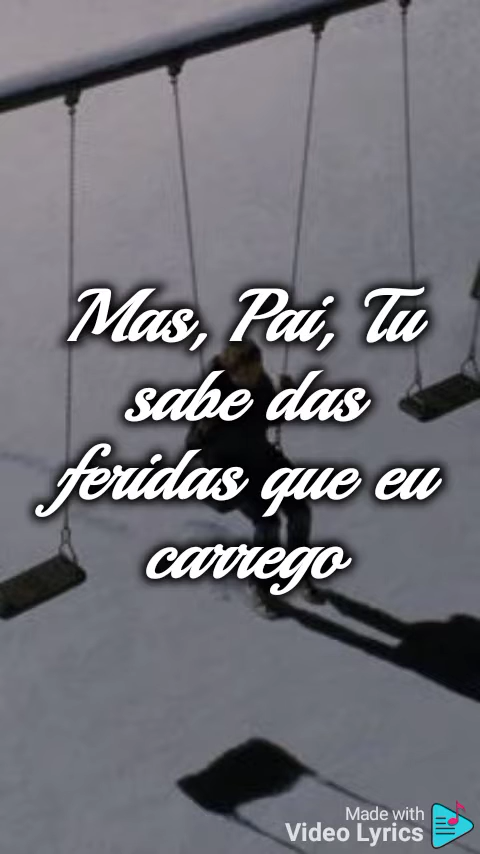 Mas, Pai, Tu
sabe das
feridas que eu
carrego
Made with
Video Lyrics